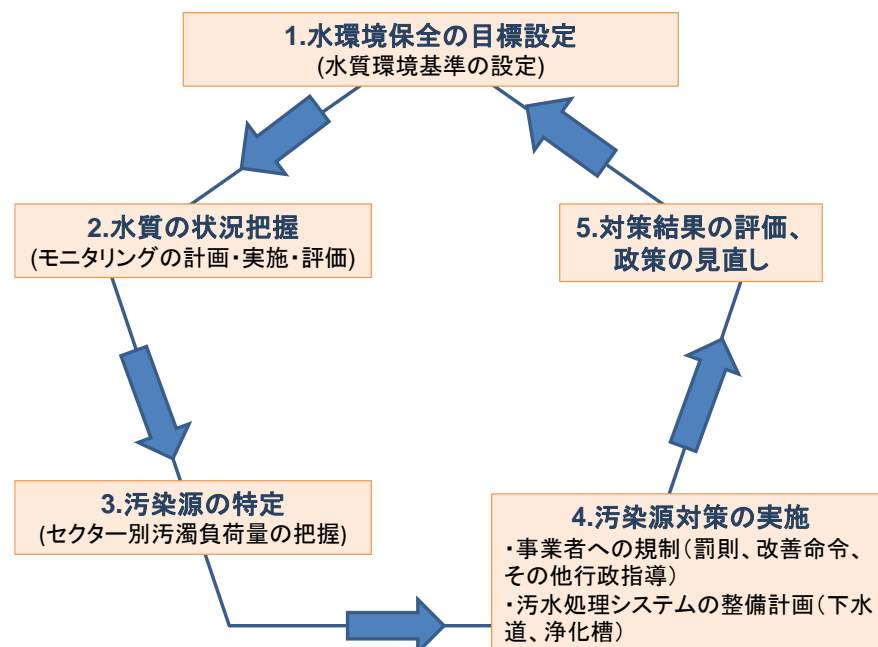 1.水環境保全の目標設定
(水質環境基準の設定)
2.水質の状況把握
(モニタリングの計画・実施・評価)
5.対策結果の評価、
政策の見直し
3.汚染源の特定
(セクター別汚濁負荷量の把握)
4.汚染源対策の実施
・事業者への規制(罰則、改善命令、
その他行政指導)
・汚水処理システムの整備計画(下水
道、浄化槽)